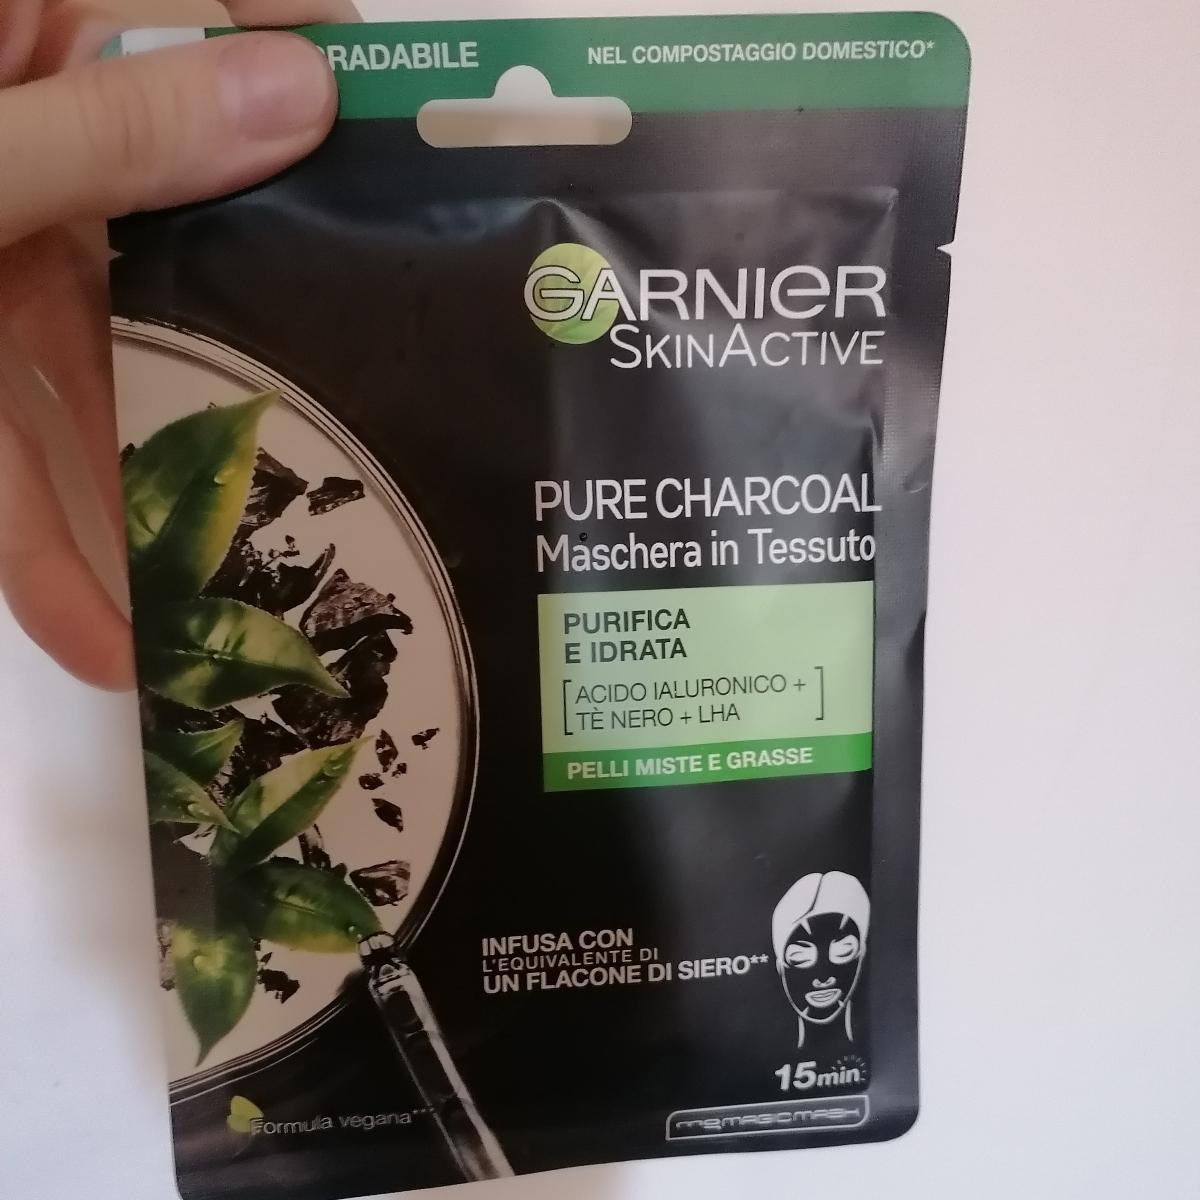 RADABILE
NEL COMPOSTAGGIO DOMESTICO*
GARNIER
SKINACTIVE
PURE CHARCOAL
Maschera in Tessuto
PURIFICA
E IDRATA
[ACIDO IALURONICO +
TÈ NERO + LHA]
PELLI MISTE E GRASSE
INFUSA CON
L'EQUIVALENTE DI
UN FLACONE DI SIERO**
15min
Formula vegana***